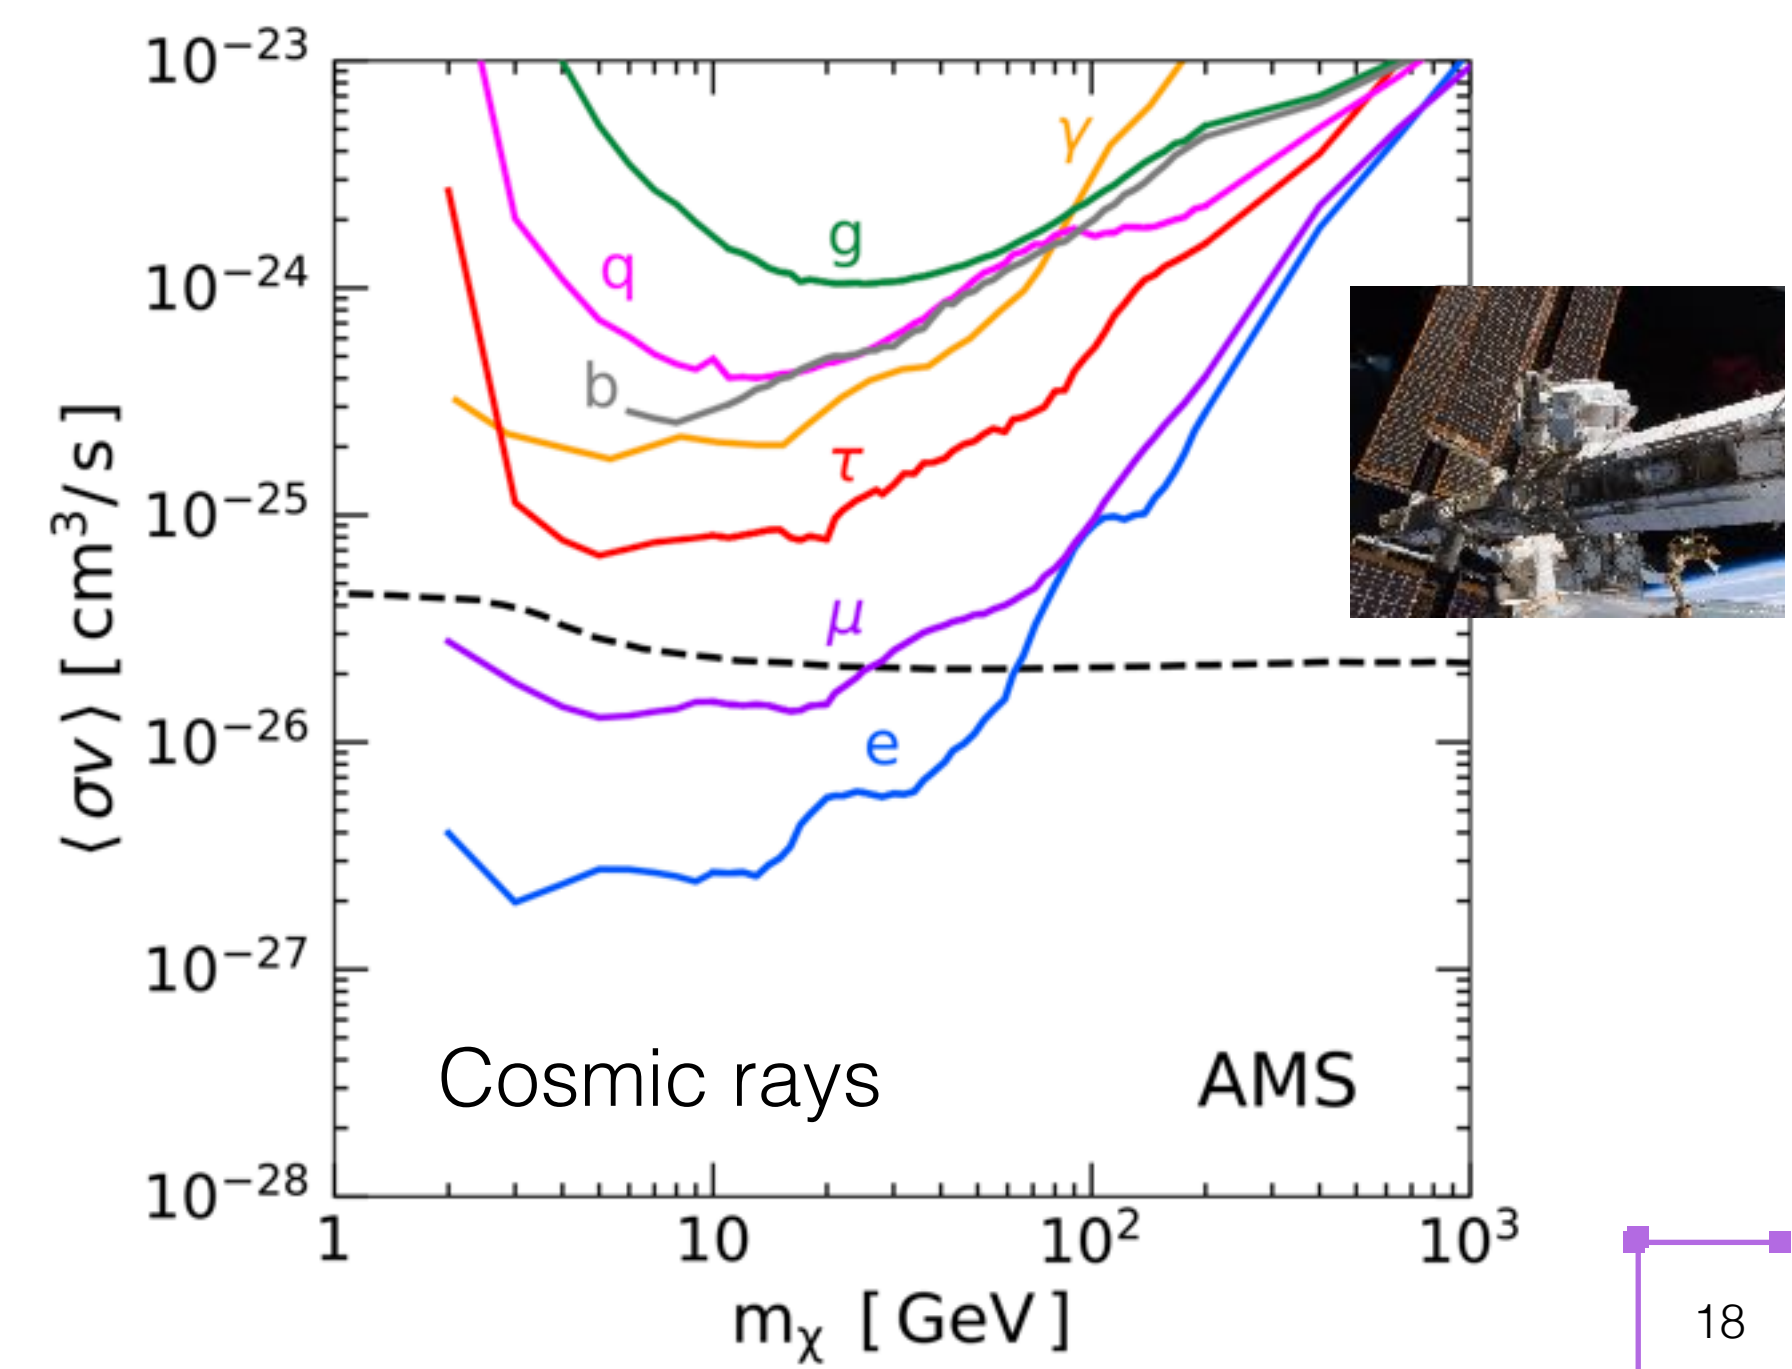 10⁻²³
10⁻²⁴
10⁻²⁵
10⁻²⁶
10⁻²⁷
10⁻²⁸
⟨σv⟩ [cm³/s]
γ
g
q
b
τ
μ
e
Cosmic rays AMS
1 10 10² 10³
m_χ [GeV]
18